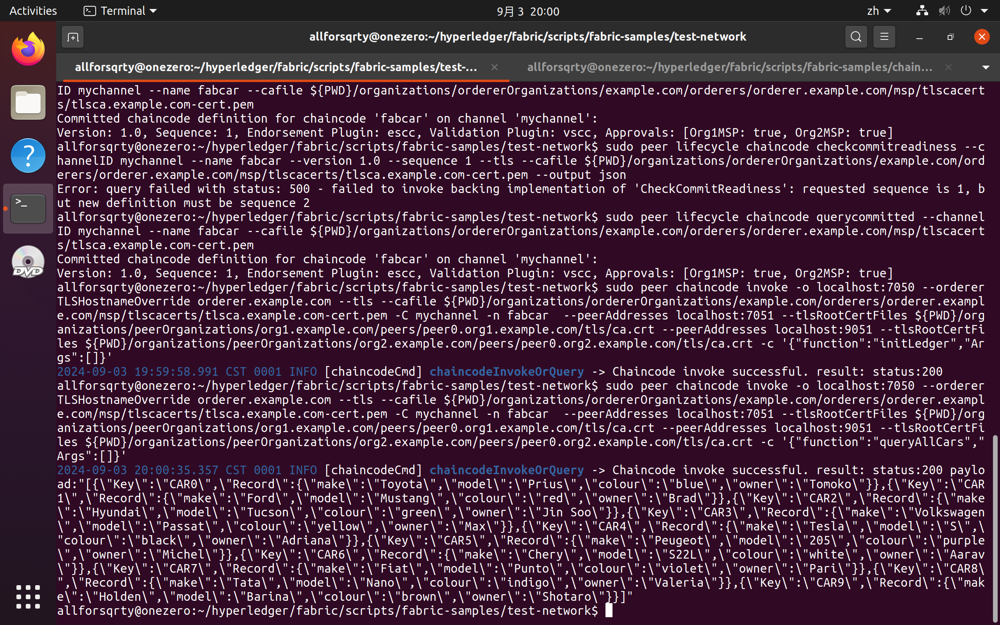 Activities
Terminal
9月 3 20:00
zh
allforsqrty@onezero:~/hyperledger/fabric/scripts/fabric-samples/test-network
allforsqrty@onezero:~/hyperledger/fabric/scripts/fabric-samples/test-...
allforsqrty@onezero:~/hyperledger/fabric/scripts/fabric-samples/chain...
ID mychannel --name fabcar --cafile ${PWD}/organizations/ordererOrganizations/example.com/orderers/orderer.example.com/msp/tlscacert
s/tlsca.example.com-cert.pem
Committed chaincode definition for chaincode 'fabcar' on channel 'mychannel':
Version: 1.0, Sequence: 1, Endorsement Plugin: escc, Validation Plugin: vscc, Approvals: [Org1MSP: true, Org2MSP: true]
allforsqrty@onezero:~/hyperledger/fabric/scripts/fabric-samples/test-network$ sudo peer lifecycle chaincode checkcommitreadiness --c
hannelID mychannel --name fabcar --version 1.0 --sequence 1 --tls --cafile ${PWD}/organizations/ordererOrganizations/example.com/ord
erers/orderer.example.com/msp/tlscacerts/tlsca.example.com-cert.pem --output json
Error: query failed with status: 500 - failed to invoke backing implementation of 'CheckCommitReadiness': requested sequence is 1, b
ut new definition must be sequence 2
allforsqrty@onezero:~/hyperledger/fabric/scripts/fabric-samples/test-network$ sudo peer lifecycle chaincode querycommitted --channel
ID mychannel --name fabcar --cafile ${PWD}/organizations/ordererOrganizations/example.com/orderers/orderer.example.com/msp/tlscacert
s/tlsca.example.com-cert.pem
Committed chaincode definition for chaincode 'fabcar' on channel 'mychannel':
Version: 1.0, Sequence: 1, Endorsement Plugin: escc, Validation Plugin: vscc, Approvals: [Org1MSP: true, Org2MSP: true]
allforsqrty@onezero:~/hyperledger/fabric/scripts/fabric-samples/test-network$ sudo peer chaincode invoke -o localhost:7050 --orderer
TLSHostnameOverride orderer.example.com --tls --cafile ${PWD}/organizations/ordererOrganizations/example.com/orderers/orderer.exampl
e.com/msp/tlscacerts/tlsca.example.com-cert.pem -C mychannel -n fabcar  --peerAddresses localhost:7051 --tlsRootCertFiles ${PWD}/org
anizations/peerOrganizations/org1.example.com/peers/peer0.org1.example.com/tls/ca.crt --peerAddresses localhost:9051 --tlsRootCertFi
les ${PWD}/organizations/peerOrganizations/org2.example.com/peers/peer0.org2.example.com/tls/ca.crt -c '{"function":"initLedger","Ar
gs":[]}'
2024-09-03 19:59:58.991 CST 0001 INFO [chaincodeCmd] chaincodeInvokeOrQuery -> Chaincode invoke successful. result: status:200
allforsqrty@onezero:~/hyperledger/fabric/scripts/fabric-samples/test-network$ sudo peer chaincode invoke -o localhost:7050 --orderer
TLSHostnameOverride orderer.example.com --tls --cafile ${PWD}/organizations/ordererOrganizations/example.com/orderers/orderer.exampl
e.com/msp/tlscacerts/tlsca.example.com-cert.pem -C mychannel -n fabcar  --peerAddresses localhost:7051 --tlsRootCertFiles ${PWD}/org
anizations/peerOrganizations/org1.example.com/peers/peer0.org1.example.com/tls/ca.crt --peerAddresses localhost:9051 --tlsRootCertFi
les ${PWD}/organizations/peerOrganizations/org2.example.com/peers/peer0.org2.example.com/tls/ca.crt -c '{"function":"queryAllCars","
Args":[]}'
2024-09-03 20:00:35.357 CST 0001 INFO [chaincodeCmd] chaincodeInvokeOrQuery -> Chaincode invoke successful. result: status:200 paylo
ad:"[{\"Key\":\"CAR0\",\"Record\":{\"make\":\"Toyota\",\"model\":\"Prius\",\"colour\":\"blue\",\"owner\":\"Tomoko\"}},{\"Key\":\"CAR
1\",\"Record\":{\"make\":\"Ford\",\"model\":\"Mustang\",\"colour\":\"red\",\"owner\":\"Brad\"}},{\"Key\":\"CAR2\",\"Record\":{\"make
\":\"Hyundai\",\"model\":\"Tucson\",\"colour\":\"green\",\"owner\":\"Jin Soo\"}},{\"Key\":\"CAR3\",\"Record\":{\"make\":\"Volkswagen
\",\"model\":\"Passat\",\"colour\":\"yellow\",\"owner\":\"Max\"}},{\"Key\":\"CAR4\",\"Record\":{\"make\":\"Tesla\",\"model\":\"S\",\
"colour\":\"black\",\"owner\":\"Adriana\"}},{\"Key\":\"CAR5\",\"Record\":{\"make\":\"Peugeot\",\"model\":\"205\",\"colour\":\"purple
\",\"owner\":\"Michel\"}},{\"Key\":\"CAR6\",\"Record\":{\"make\":\"Chery\",\"model\":\"S22L\",\"colour\":\"white\",\"owner\":\"Aarav
\"}},{\"Key\":\"CAR7\",\"Record\":{\"make\":\"Fiat\",\"model\":\"Punto\",\"colour\":\"violet\",\"owner\":\"Pari\"}},{\"Key\":\"CAR8\
",\"Record\":{\"make\":\"Tata\",\"model\":\"Nano\",\"colour\":\"indigo\",\"owner\":\"Valeria\"}},{\"Key\":\"CAR9\",\"Record\":{\"mak
e\":\"Holden\",\"model\":\"Barina\",\"colour\":\"brown\",\"owner\":\"Shotaro\"}}]"
allforsqrty@onezero:~/hyperledger/fabric/scripts/fabric-samples/test-network$
DVD